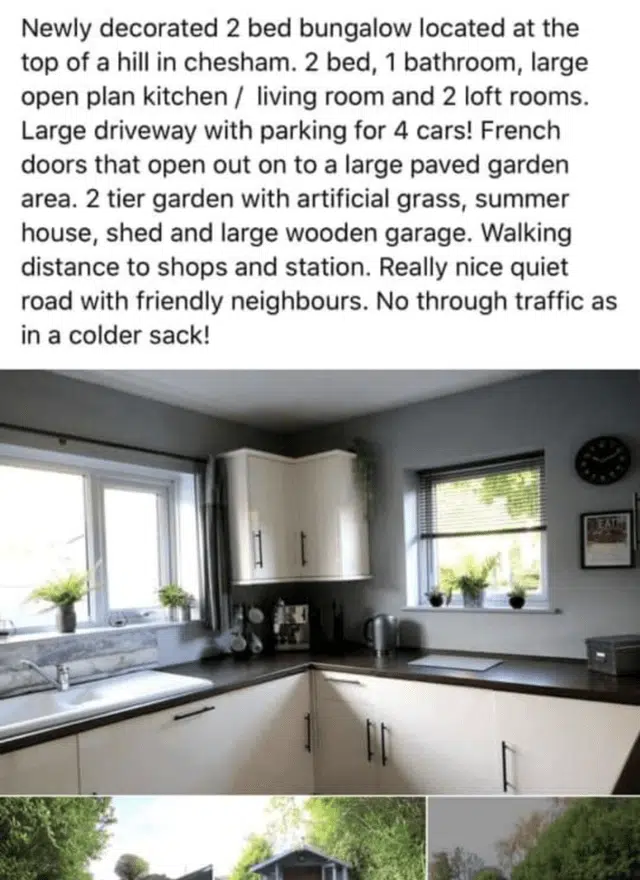 Newly decorated 2 bed bungalow located at the
top of a hill in chesham. 2 bed, 1 bathroom, large
open plan kitchen / living room and 2 loft rooms.
Large driveway with parking for 4 cars! French
doors that open out on to a large paved garden
area. 2 tier garden with artificial grass, summer
house, shed and large wooden garage. Walking
distance to shops and station. Really nice quiet
road with friendly neighbours. No through traffic as
in a colder sack!
EAT